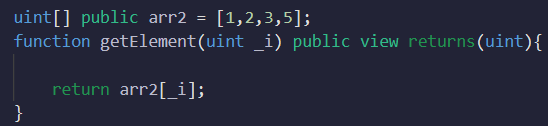 uint[] public arr2 = [1,2,3,5];
function getElement(uint _i) public view returns(uint){
return arr2[_i];
}